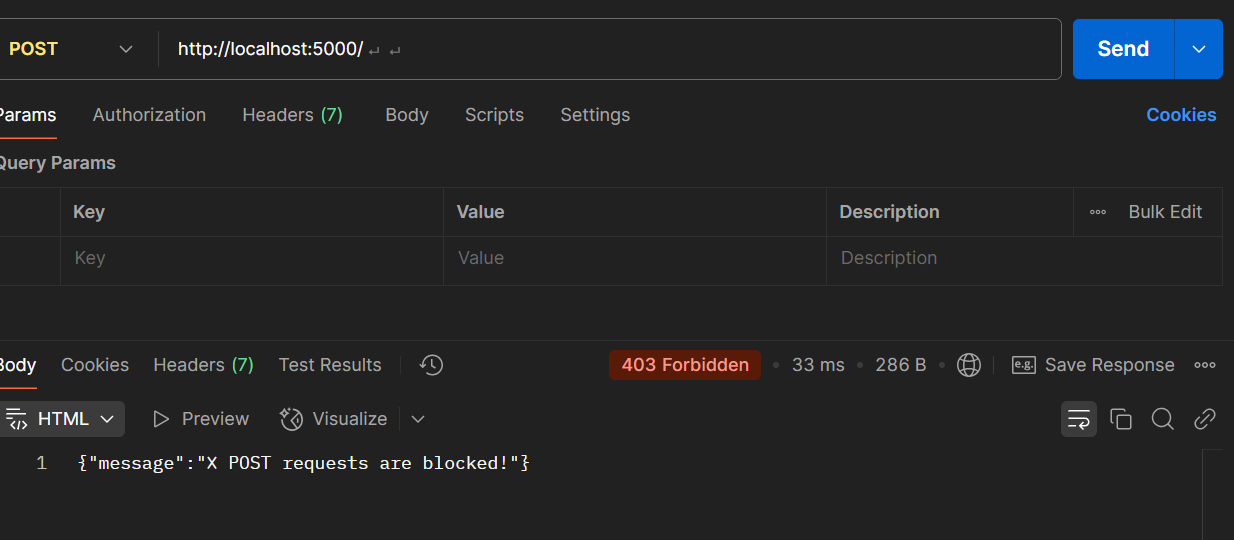 POST http://localhost:5000/ ↵ ↵ Send
Params Authorization Headers (7) Body Scripts Settings Cookies
Query Params
Key Value Description Bulk Edit
Key Value Description
Body Cookies Headers (7) Test Results 403 Forbidden • 33 ms • 286 B • e.g. Save Response
HTML Preview Visualize
1 {"message":"X POST requests are blocked!"}